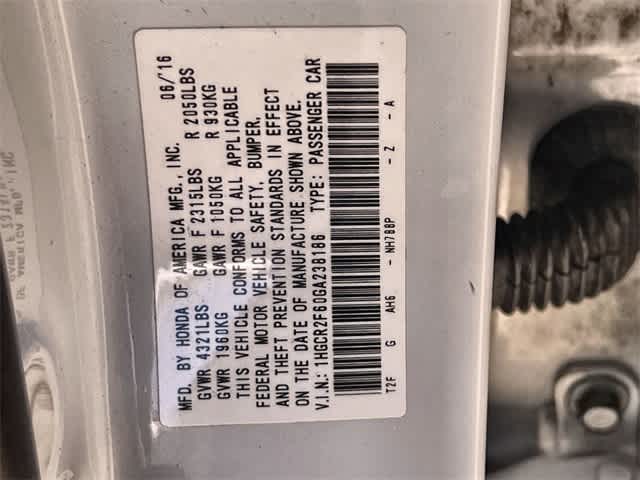 MFD. BY HONDA OF AMERICA MFG., INC. 06/'16
GVWR 4321LBS GAWR F 2315LBS R 2050LBS
GVWR 1960KG GAWR F 1050KG R 930KG
THIS VEHICLE CONFORMS TO ALL APPLICABLE
FEDERAL MOTOR VEHICLE SAFETY, BUMPER,
AND THEFT PREVENTION STANDARDS IN EFFECT
ON THE DATE OF MANUFACTURE SHOWN ABOVE.
V.I.N.: 1HGCR2F60GA238186 TYPE: PASSENGER CAR
T2F G AH6 - NH788P - Z - A